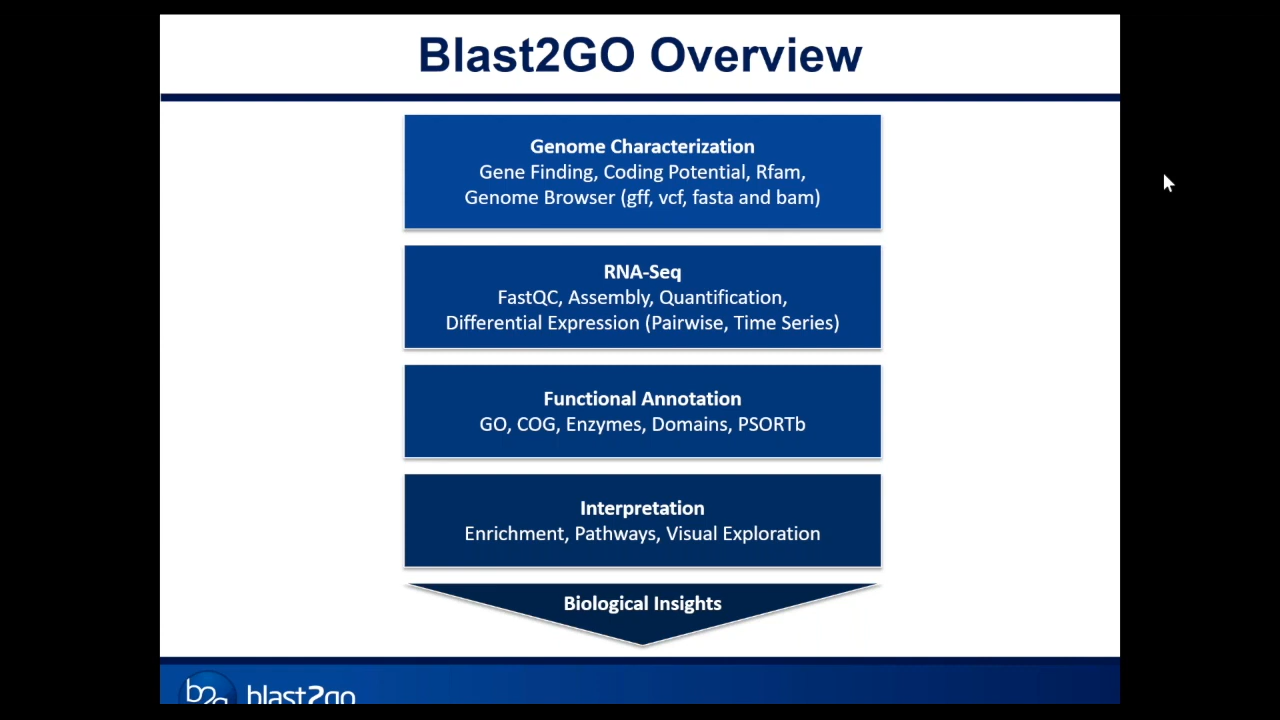 Blast2GO Overview
Genome Characterization
Gene Finding, Coding Potential, Rfam,
Genome Browser (gff, vcf, fasta and bam)
RNA-Seq
FastQC, Assembly, Quantification,
Differential Expression (Pairwise, Time Series)
Functional Annotation
GO, COG, Enzymes, Domains, PSORTb
Interpretation
Enrichment, Pathways, Visual Exploration
Biological Insights
b2g blast2go